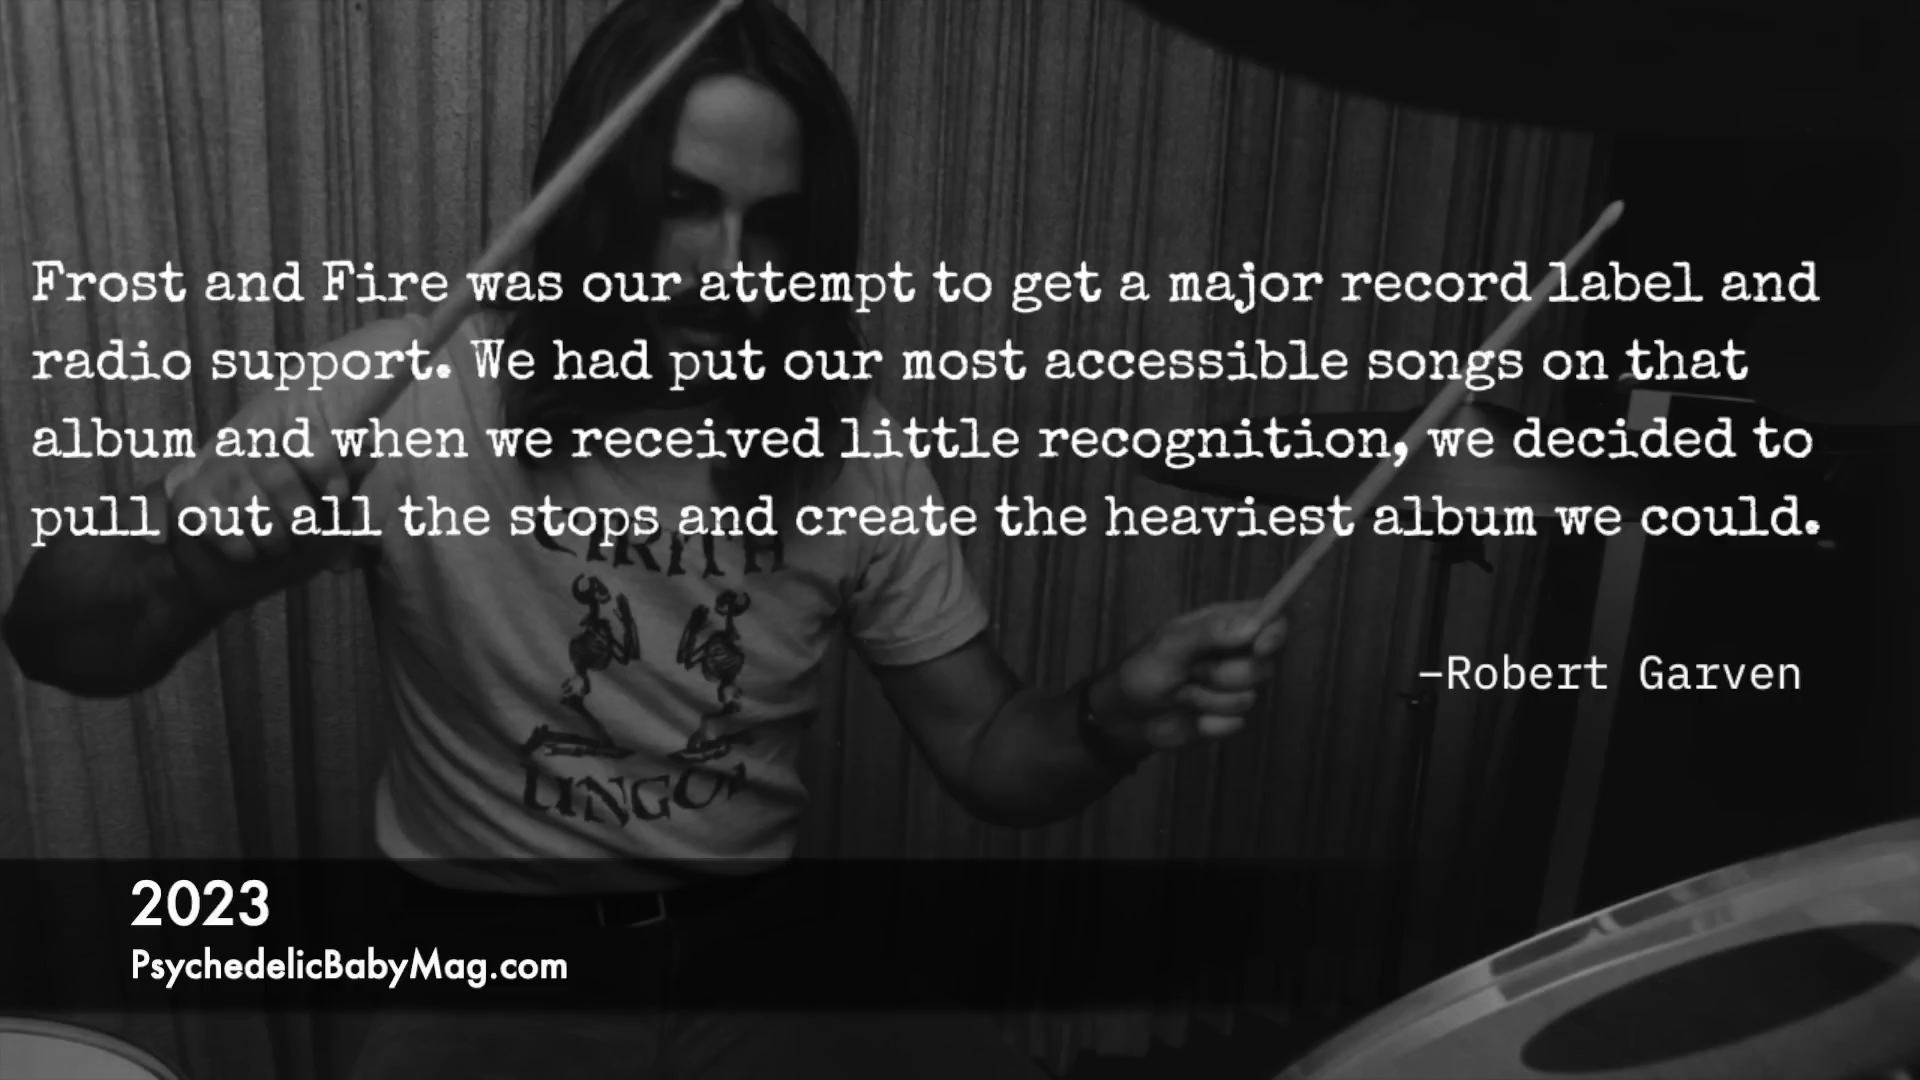 Frost and Fire was our attempt to get a major record label and
radio support. We had put our most accessible songs on that
album and when we received little recognition, we decided to
pull out all the stops and create the heaviest album we could.
CIRITH
–Robert Garven
UNGOL
2023
PsychedelicBabyMag.com